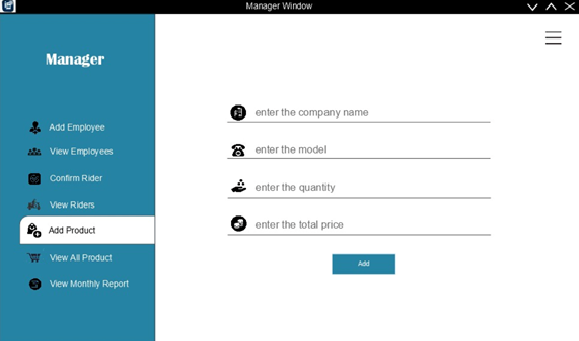 Manager Window
Manager
Add Employee
View Employees
Confirm Rider
View Riders
Add Product
View All Product
View Monthly Report
enter the company name
enter the model
enter the quantity
enter the total price
Add